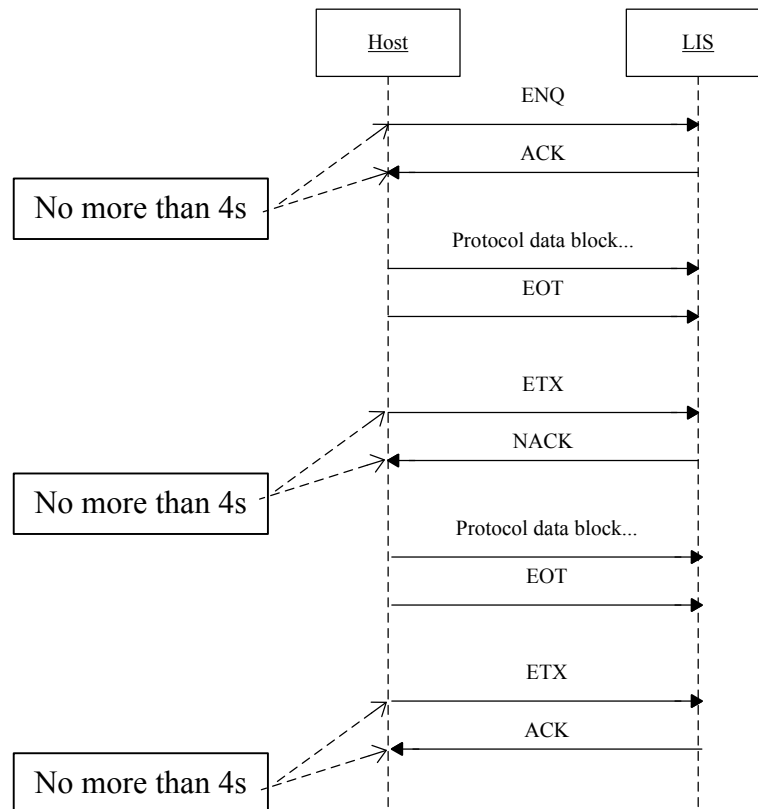 Host
LIS
ENQ
ACK
No more than 4s
Protocol data block...
EOT
ETX
NACK
No more than 4s
Protocol data block...
EOT
ETX
ACK
No more than 4s